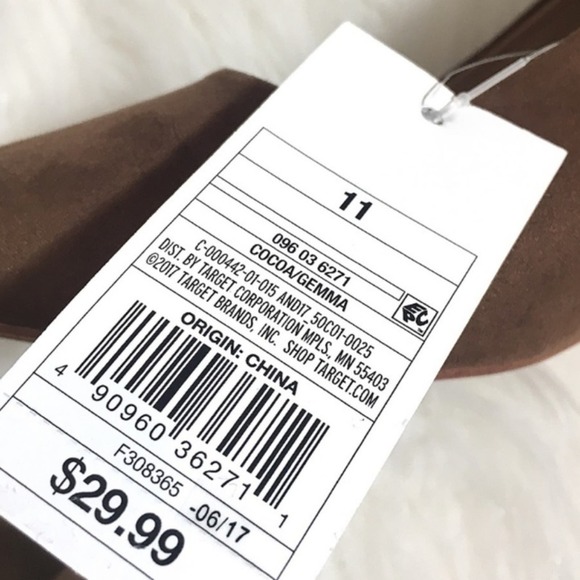 11
096 03 6271
COCOA/GEMMA
C-000442-01-015 AND17 50C01-0025
DIST. BY TARGET CORPORATION MPLS, MN 55403
©2017 TARGET BRANDS, INC. SHOP TARGET.COM
ORIGIN: CHINA
4 90960 36271 1
F308365 -06/17
$29.99